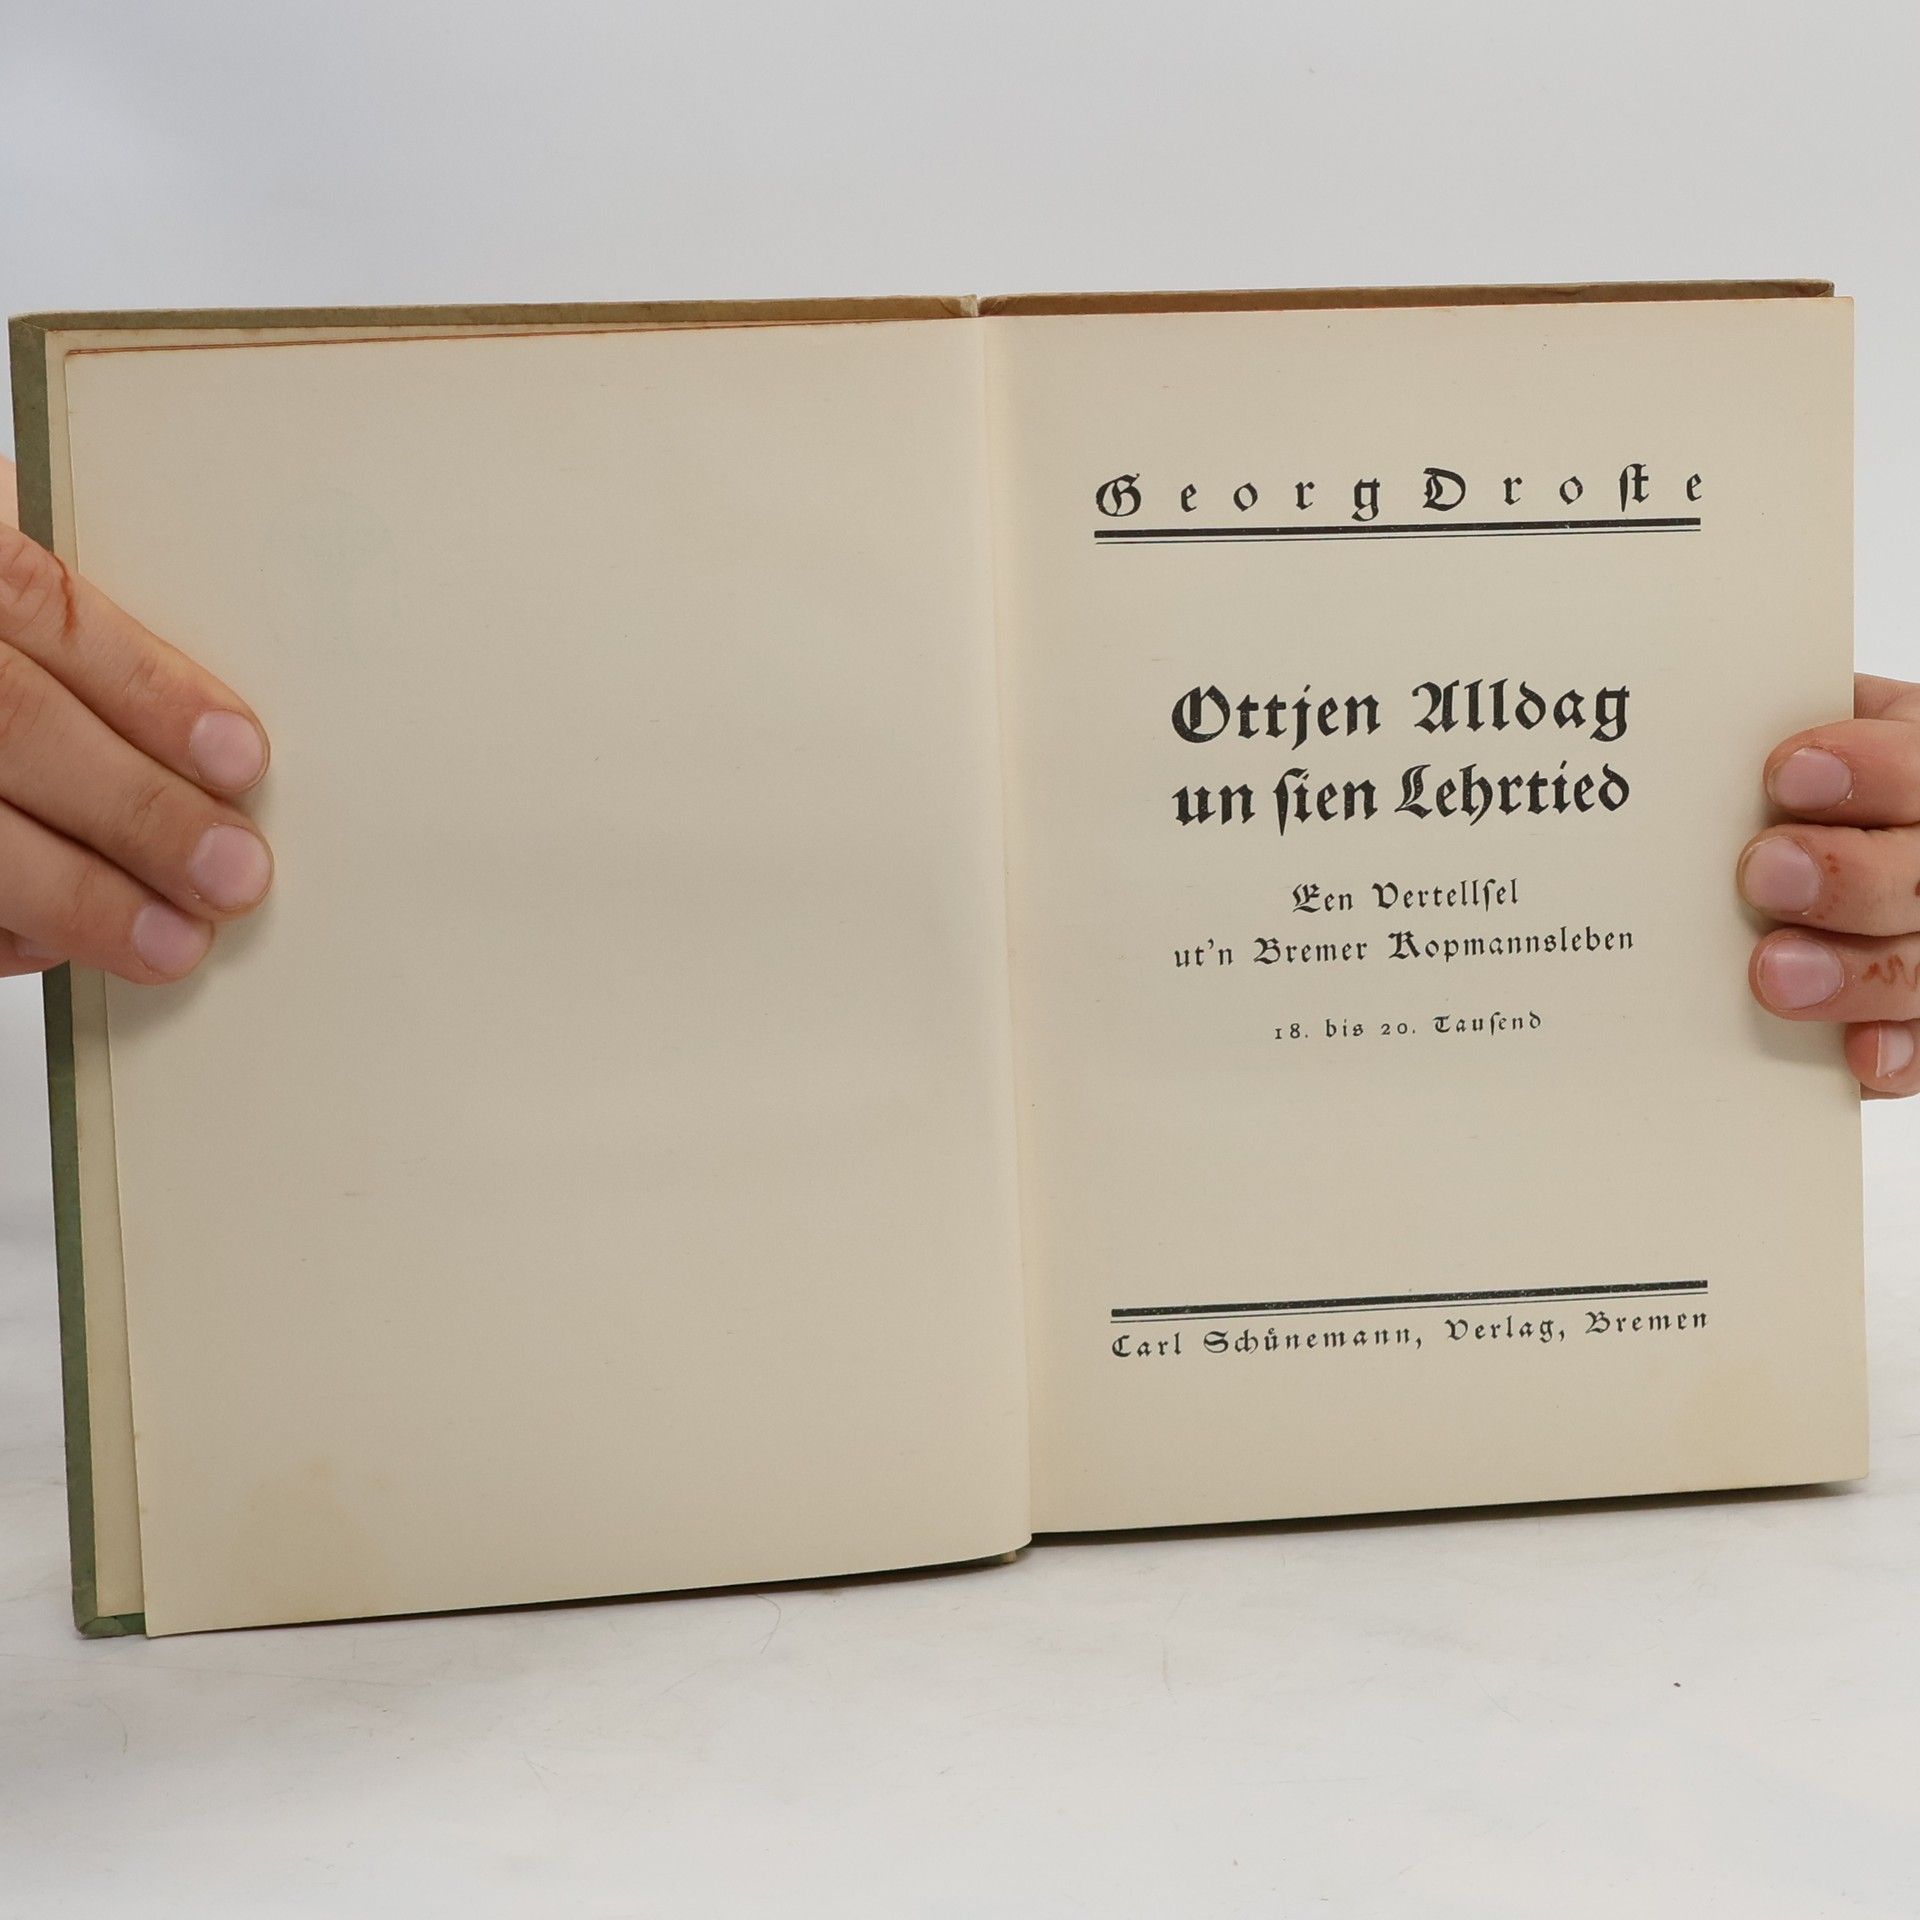 Georg Droſte
Ottjen Alldag
un ſien Lehrtied
Een Vertellſel
ut'n Bremer Kopmannsleben
18. bis 20. Tauſend
Carl Schünemann, Verlag, Bremen